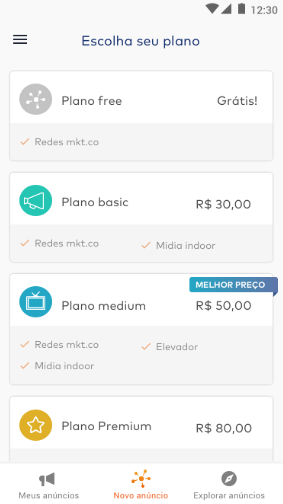 12:30
Escolha seu plano
Plano free Grátis!
Redes mkt.co
Plano basic R$ 30,00
Redes mkt.co Midia indoor
MELHOR PREÇO
Plano medium R$ 50,00
Redes mkt.co Elevador
Midia indoor
Plano Premium R$ 80,00
Meus anúncios Novo anúncio Explorar anúncios